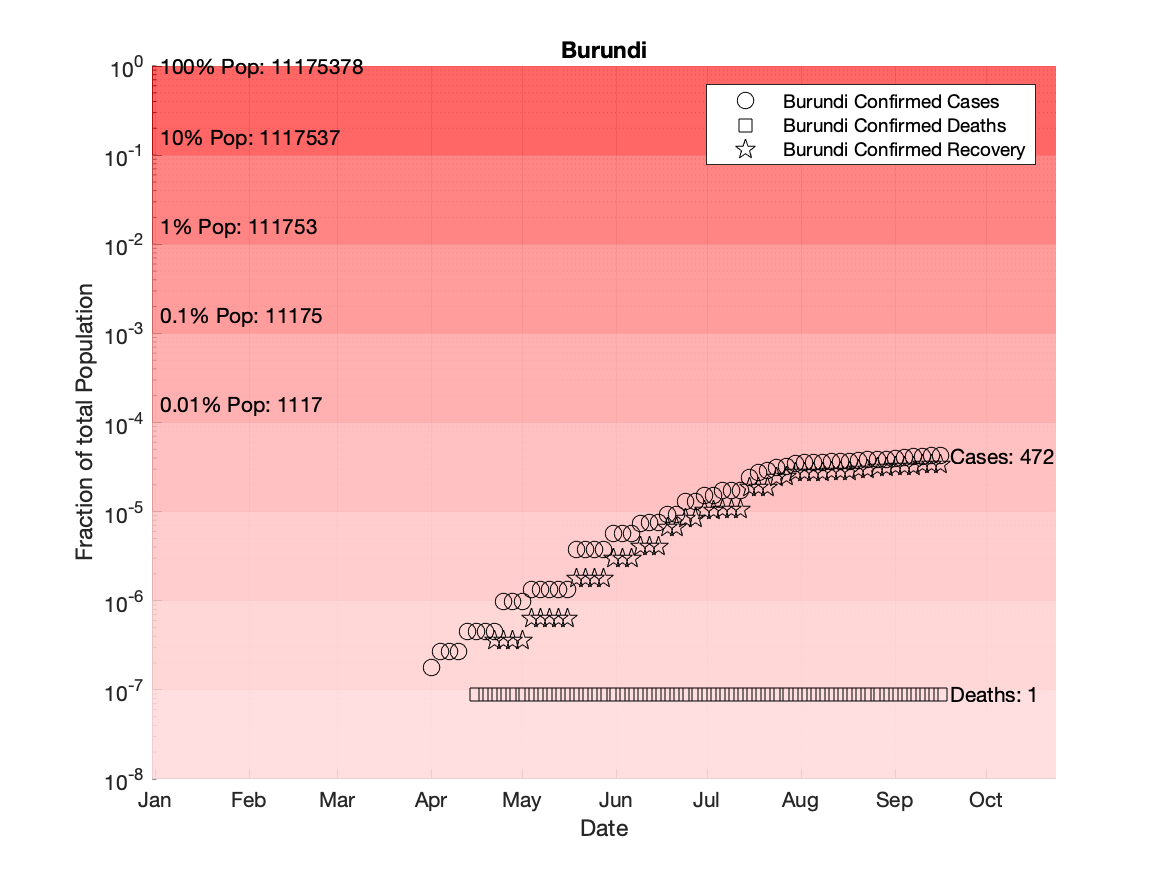 Burundi
10^0
100% Pop: 11175378
Burundi Confirmed Cases
Burundi Confirmed Deaths
Burundi Confirmed Recovery
10% Pop: 1117537
10^-1
1% Pop: 111753
10^-2
0.1% Pop: 11175
10^-3
0.01% Pop: 1117
10^-4
Cases: 472
10^-5
10^-6
10^-7
Deaths: 1
10^-8
Fraction of total Population
Jan Feb Mar Apr May Jun Jul Aug Sep Oct
Date